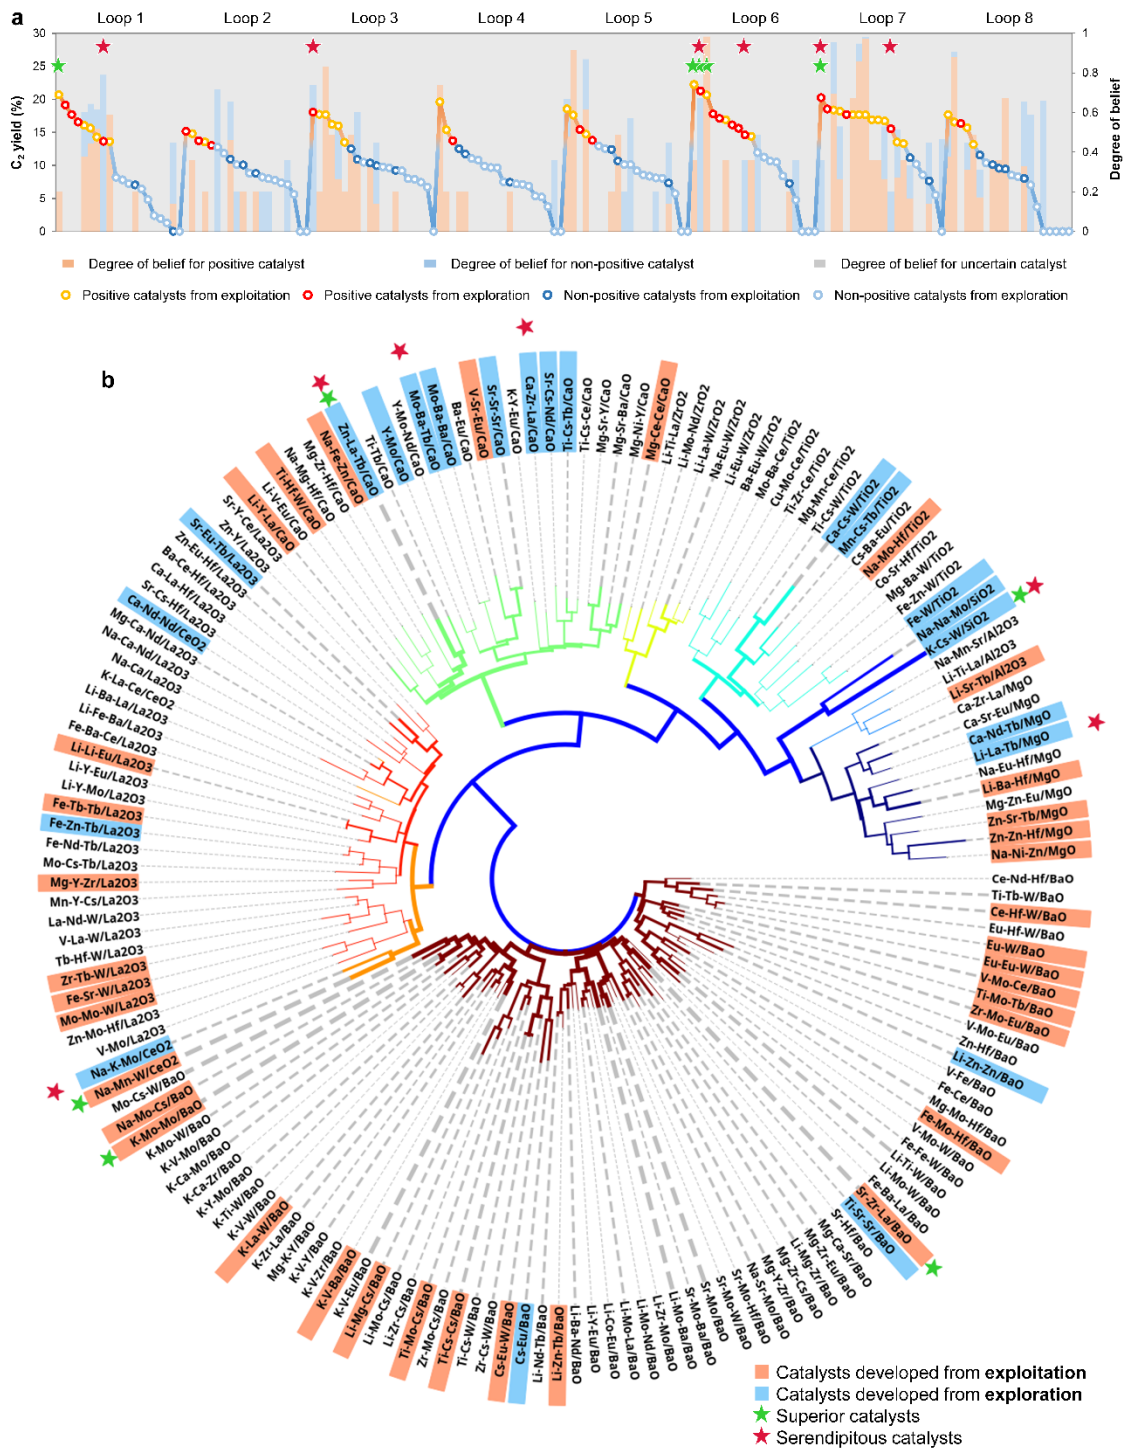 a
Loop 1
Loop 2
Loop 3
Loop 4
Loop 5
Loop 6
Loop 7
Loop 8
30
25
20
15
10
5
0
C2 yield (%)
1
0.8
0.6
0.4
0.2
0
Degree of belief
Degree of belief for positive catalyst
Degree of belief for non-positive catalyst
Degree of belief for uncertain catalyst
Positive catalysts from exploitation
Positive catalysts from exploration
Non-positive catalysts from exploitation
Non-positive catalysts from exploration
b
Zn-La-Tb/CaO
Ti-Tb/CaO
Y-Mo/CaO
Y-Mo-Nd/CaO
Mo-Ba-Tb/CaO
Mo-Ba-Ba/CaO
Ba-Eu/CaO
V-Sr-Eu/CaO
Sr-Sr-Sr/CaO
K-Y-Eu/CaO
Ca-Zr-La/CaO
Sr-Cs-Nd/CaO
Ti-Cs-Tb/CaO
Ti-Cs-Ce/CaO
Mg-Sr-Y/CaO
Mg-Sr-Ba/CaO
Mg-Ni-Y/CaO
Mg-Ce-Ce/CaO
Li-Ti-La/ZrO2
Li-Mo-Nd/ZrO2
Li-La-W/ZrO2
Na-Eu-W/ZrO2
Li-Eu-W/ZrO2
Ba-Eu-W/ZrO2
Mo-Ba-Ce/TiO2
Cu-Mo-Ce/TiO2
Ti-Zr-Ce/TiO2
Mg-Mn-Ce/TiO2
Ti-Cs-W/TiO2
Ca-Cs-W/TiO2
Mn-Cs-Tb/TiO2
Cs-Ba-Eu/TiO2
Na-Mo-Hf/TiO2
Co-Sr-Hf/TiO2
Mg-Ba-W/TiO2
Fe-Zn-W/TiO2
Fe-W/TiO2
Na-Na-Mo/SiO2
K-Cs-W/SiO2
Na-Mn-Sr/Al2O3
Li-Ti-La/Al2O3
Li-Sr-Tb/Al2O3
Ca-Zr-La/MgO
Ca-Sr-Eu/MgO
Ca-Nd-Tb/MgO
Li-La-Tb/MgO
Na-Eu-Hf/MgO
Li-Ba-Hf/MgO
Mg-Zn-Eu/MgO
Zn-Sr-Tb/MgO
Zn-Zn-Hf/MgO
Na-Ni-Zn/MgO
Ce-Nd-Hf/BaO
Ti-Tb-W/BaO
Ce-Hf-W/BaO
Eu-Hf-W/BaO
Eu-W/BaO
Eu-Eu-W/BaO
V-Mo-Ce/BaO
Ti-Mo-Tb/BaO
Zr-Mo-Eu/BaO
V-Mo-Eu/BaO
Zn-Hf/BaO
Li-Zn-Zn/BaO
V-Fe/BaO
Fe-Ce/BaO
Mg-Mo-Hf/BaO
Fe-Mo-Hf/BaO
V-Mo-W/BaO
Fe-Fe-W/BaO
Li-Ti-W/BaO
Li-Mo-W/BaO
Fe-Ba-La/BaO
Sr-Zr-La/BaO
Ti-Sr-Sr/BaO
Sr-Hf/BaO
Mg-Ca-Sr/BaO
Mg-Zr-Eu/BaO
Li-Mg-Zr/BaO
Mg-Zr-Cs/BaO
Mg-Y-Zr/BaO
Na-Sr-Mo/BaO
Sr-Mo-Hf/BaO
Sr-Mo-W/BaO
Sr-Mo/BaO
Sr-Mo-Ba/BaO
Li-Mo-Ba/BaO
Li-Zr-Mo/BaO
Li-Mo-Nd/BaO
Li-Mo-La/BaO
Li-Co-Eu/BaO
Li-Y-Eu/BaO
Li-Ba-Nd/BaO
Li-Zn-Tb/BaO
Li-Nd-Tb/BaO
Cs-Eu/BaO
Cs-Eu-W/BaO
Zr-Cs-W/BaO
Ti-Cs-W/BaO
Ti-Cs-Cs/BaO
Zr-Mo-Cs/BaO
Ti-Mo-Cs/BaO
Li-Zr-Cs/BaO
Li-Mo-Cs/BaO
Li-Mg-Cs/BaO
K-V-Eu/BaO
K-V-Ba/BaO
K-V-Zr/BaO
K-V-Y/BaO
Mg-K-Y/BaO
K-Zr-La/BaO
K-La-W/BaO
K-V-W/BaO
K-Ti-W/BaO
K-Y-Mo/BaO
K-Ca-Zr/BaO
K-Ca-Mo/BaO
K-V-Mo/BaO
K-Mo-W/BaO
K-Mo-Mo/BaO
Na-Mo-Cs/BaO
Mo-Cs-W/BaO
Na-Mn-W/CeO2
Na-K-Mo/CeO2
V-Mo/La2O3
Zn-Mo-Hf/La2O3
Mo-Mo-W/La2O3
Fe-Sr-W/La2O3
Zr-Tb-W/La2O3
Tb-Hf-W/La2O3
V-La-W/La2O3
La-Nd-W/La2O3
Mn-Y-Cs/La2O3
Mg-Y-Zr/La2O3
Mo-Cs-Tb/La2O3
Fe-Nd-Tb/La2O3
Fe-Zn-Tb/La2O3
Fe-Tb-Tb/La2O3
Li-Y-Mo/La2O3
Li-Y-Eu/La2O3
Li-Li-Eu/La2O3
Fe-Ba-Ce/La2O3
Li-Fe-Ba/La2O3
Li-Ba-La/La2O3
K-La-Ce/CeO2
Na-Ca/La2O3
Na-Ca-Nd/La2O3
Mg-Ca-Nd/La2O3
Ca-Nd-Nd/CeO2
Sr-Cs-Hf/La2O3
Ca-La-Hf/La2O3
Ba-Ce-Hf/La2O3
Zn-Eu-Hf/La2O3
Sr-Eu-Tb/La2O3
Zn-Y/La2O3
Sr-Y-Ce/La2O3
Li-Y-La/CaO
Li-V-Eu/CaO
Ti-Hf-W/CaO
Na-Mg-Hf/CaO
Mg-Zr-Hf/CaO
Na-Fe-Zn/CaO
Catalysts developed from exploitation
Catalysts developed from exploration
Superior catalysts
Serendipitous catalysts